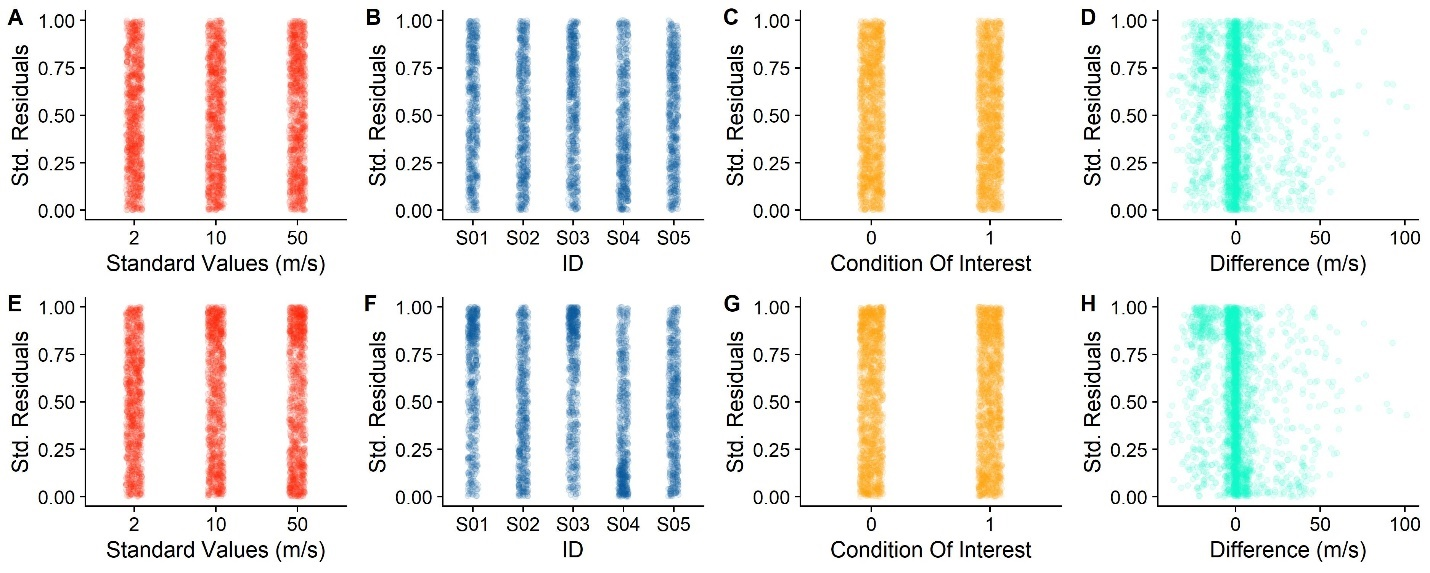 A
B
C
D
Std. Residuals
1.00
0.75
0.50
0.25
0.00
2 10 50
Standard Values (m/s)
Std. Residuals
1.00
0.75
0.50
0.25
0.00
S01 S02 S03 S04 S05
ID
Std. Residuals
1.00
0.75
0.50
0.25
0.00
0 1
Condition Of Interest
Std. Residuals
1.00
0.75
0.50
0.25
0.00
0 50 100
Difference (m/s)
E
F
G
H
Std. Residuals
1.00
0.75
0.50
0.25
0.00
2 10 50
Standard Values (m/s)
Std. Residuals
1.00
0.75
0.50
0.25
0.00
S01 S02 S03 S04 S05
ID
Std. Residuals
1.00
0.75
0.50
0.25
0.00
0 1
Condition Of Interest
Std. Residuals
1.00
0.75
0.50
0.25
0.00
0 50 100
Difference (m/s)